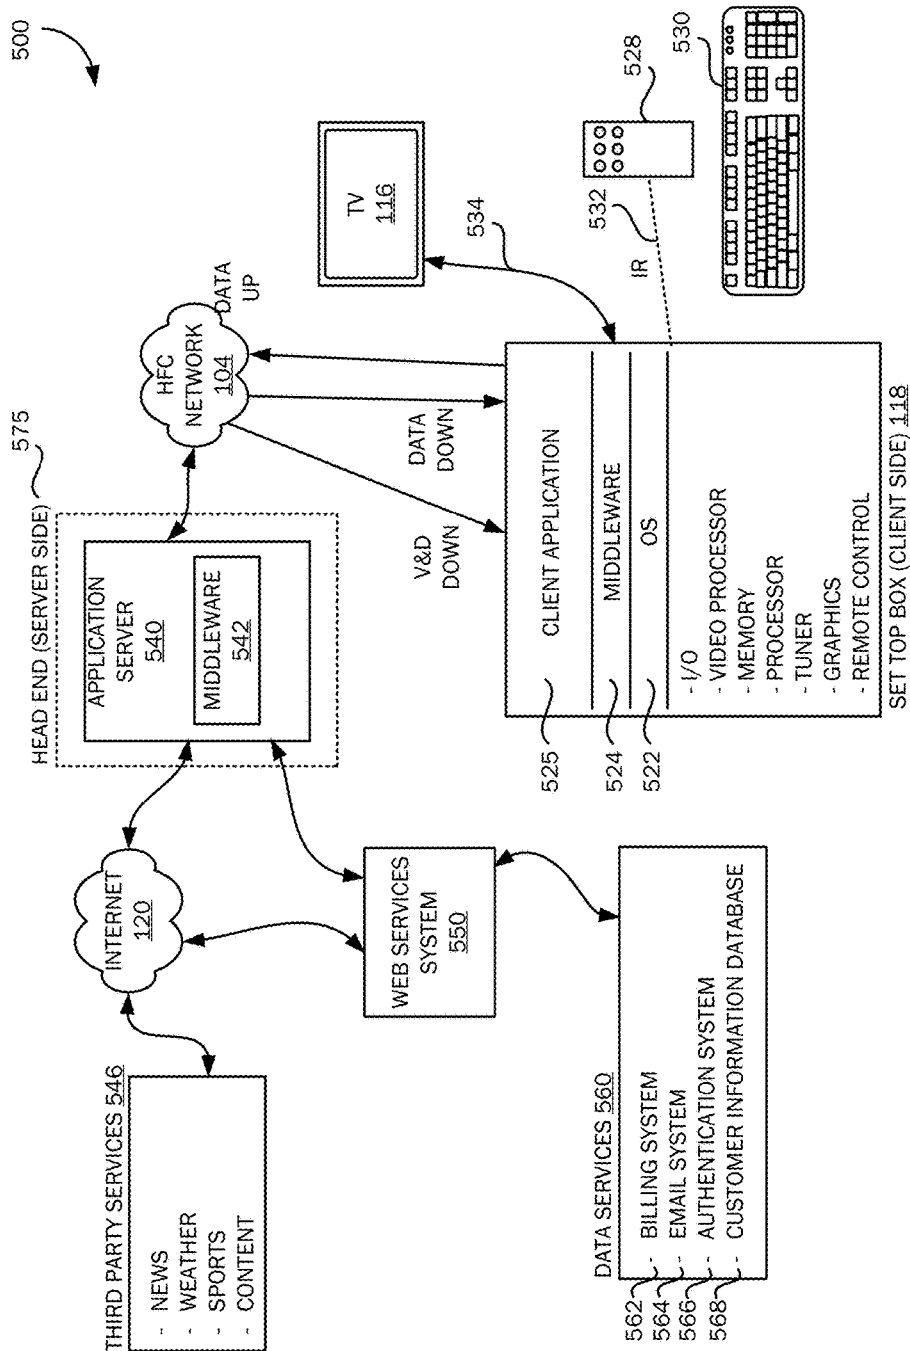 500
HEAD END (SERVER SIDE)
575
APPLICATION
SERVER
540
MIDDLEWARE
542
HFC
NETWORK
104
DATA
UP
DATA
DOWN
V&D
DOWN
TV
116
534
IR
532
528
530
THIRD PARTY SERVICES 546
- NEWS
- WEATHER
- SPORTS
- CONTENT
INTERNET
120
WEB SERVICES
SYSTEM
550
525
CLIENT APPLICATION
524
MIDDLEWARE
522
OS
- I/O
- VIDEO PROCESSOR
- MEMORY
- PROCESSOR
- TUNER
- GRAPHICS
- REMOTE CONTROL
SET TOP BOX (CLIENT SIDE) 118
DATA SERVICES 560
562 - BILLING SYSTEM
564 - EMAIL SYSTEM
566 - AUTHENTICATION SYSTEM
568 - CUSTOMER INFORMATION DATABASE